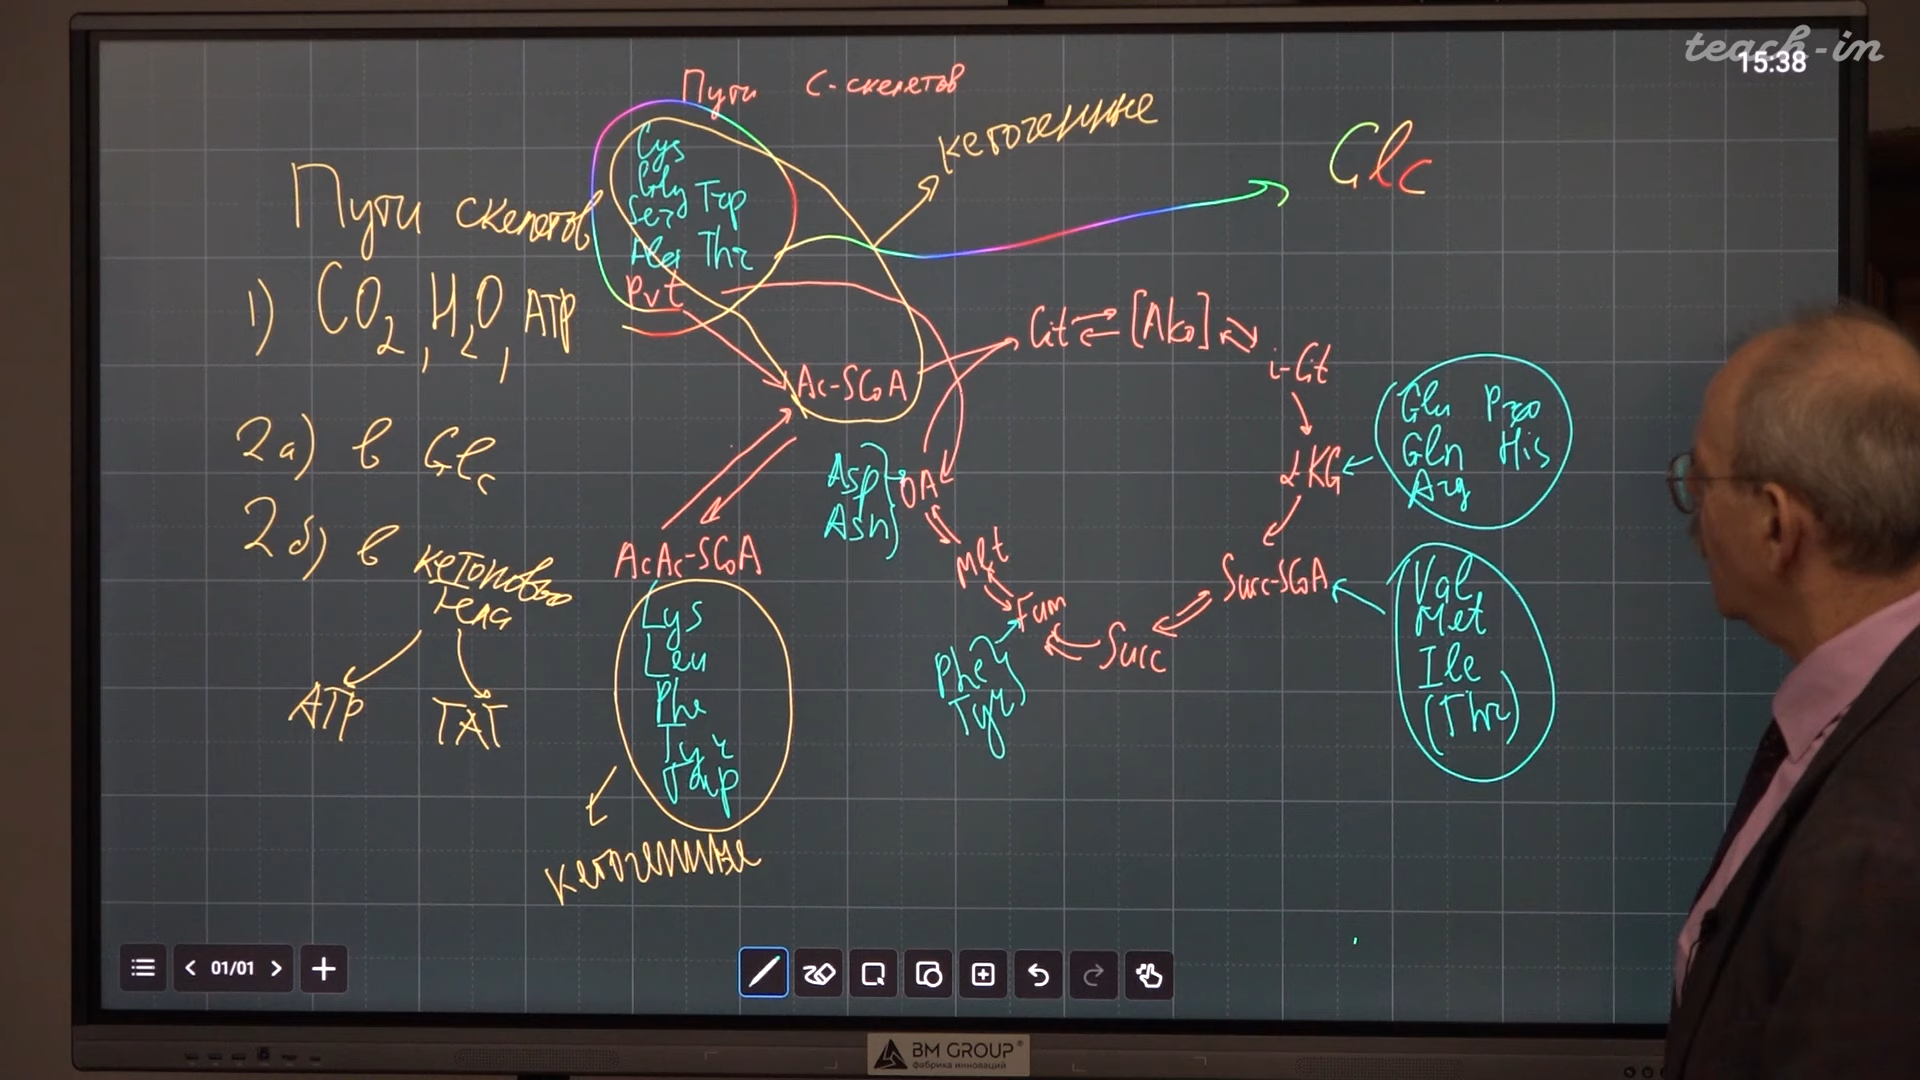 teach-in
15:38
Пути С-скелетов
Пути скелетов
1) CO2, H2O, ATP
2а) в Glc
2б) в кетоновые
тела
ATP
ТАГ
Cys
Gly
Ser Trp
Ala Thr
Pvt
кетогенные
Glc
Ac-SCoA
Cit ⇌ [Ako]
i-Cit
αKG
Glu Pro
Gln His
Arg
Succ-SCoA
Val
Met
Ile
(Thr)
Succ
Fum
Phe
Tyr
Mlt
OA
Asp
Asn
AcAc-SCoA
Lys
Leu
Phe
Tyr
Trp
кетогенные
01/01
BM GROUP®
фабрика инноваций